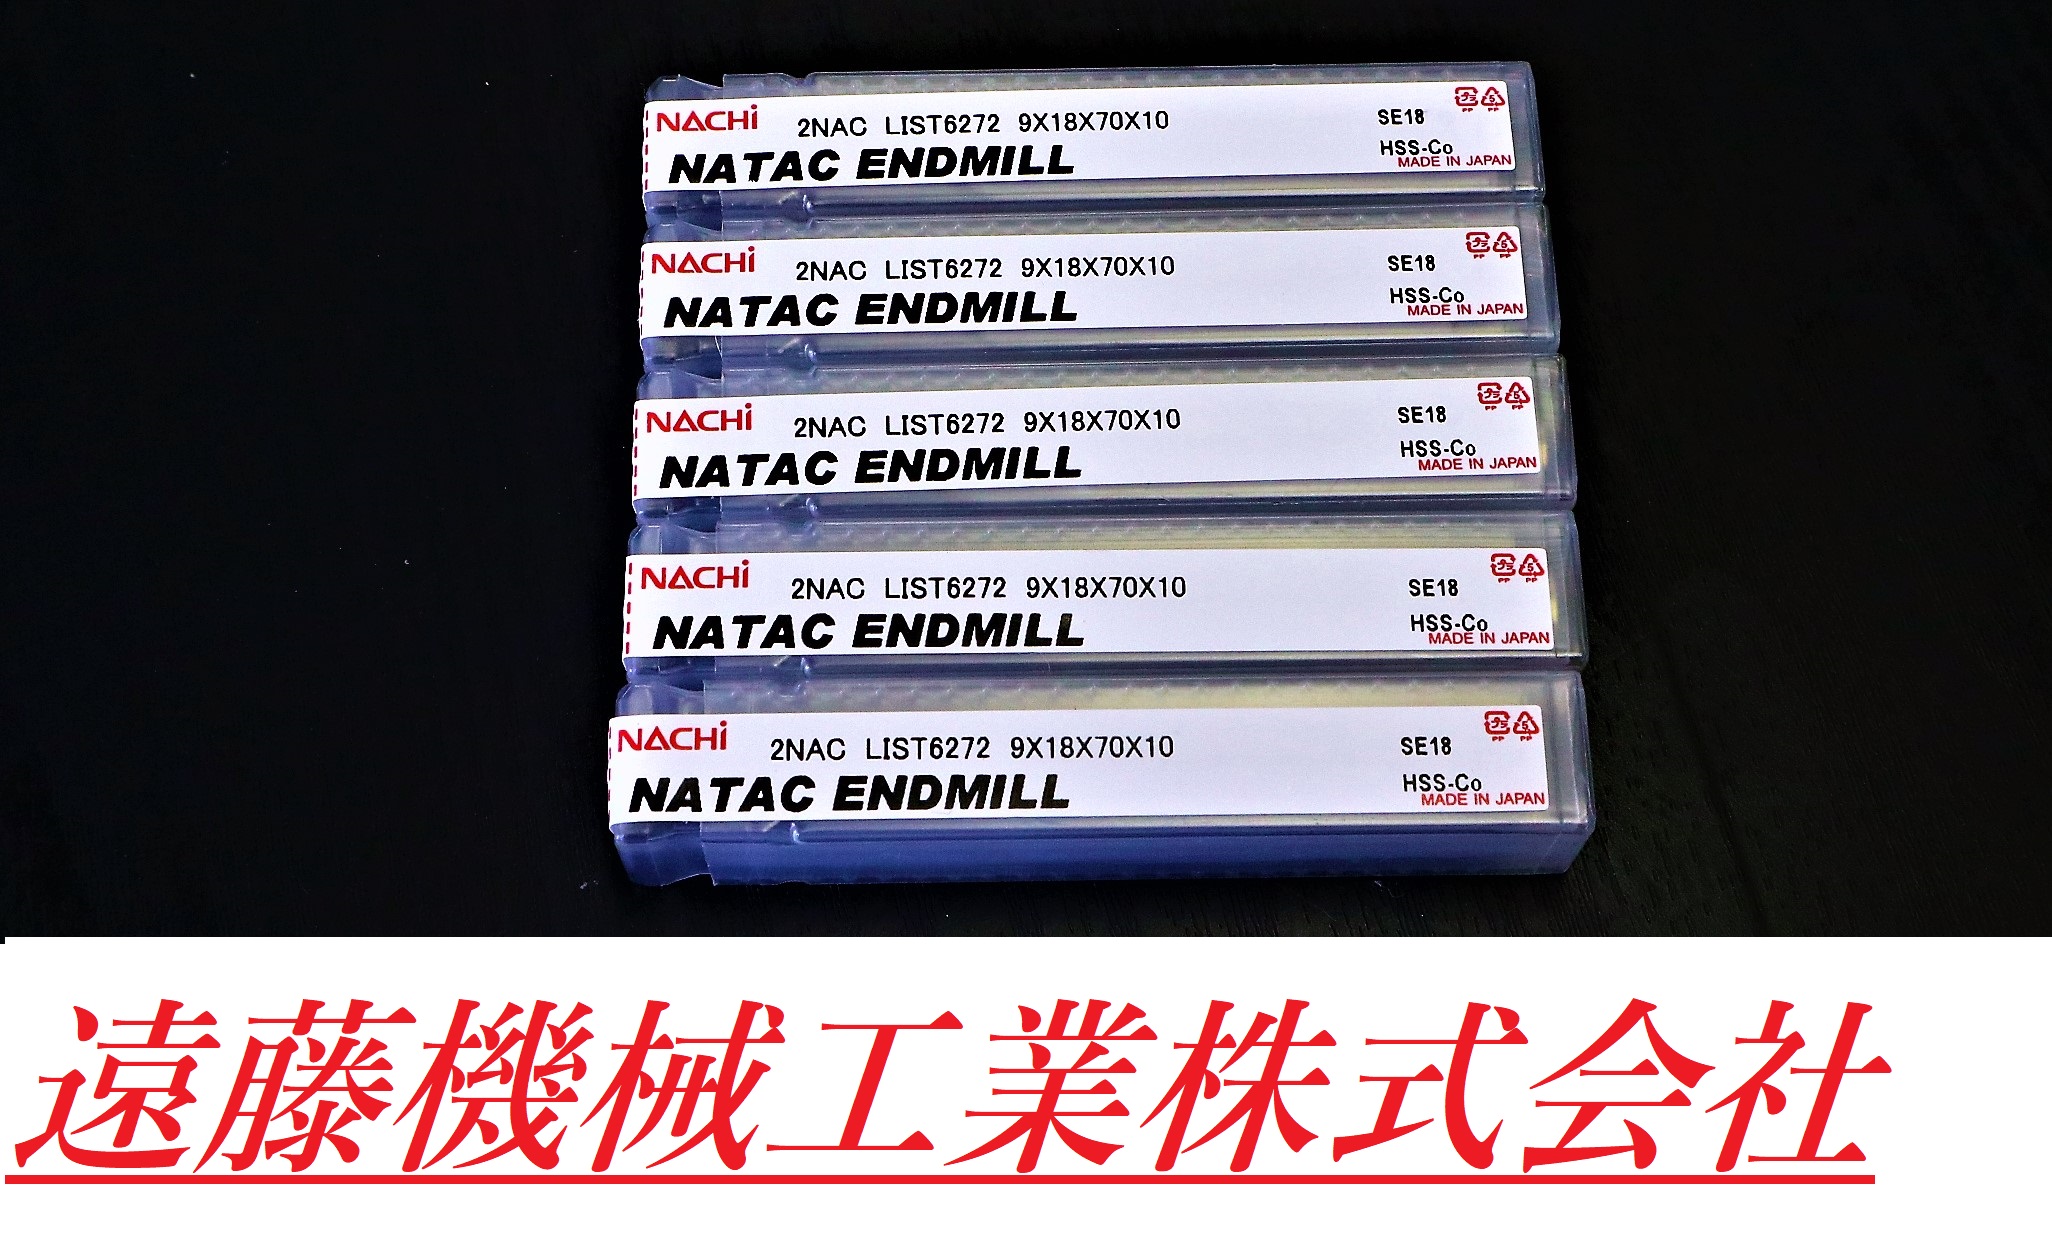 NACHi 2NAC LIST6272 9X18X70X10 SE18
NATAC ENDMILL HSS-Co
MADE IN JAPAN
NACHi 2NAC LIST6272 9X18X70X10 SE18
NATAC ENDMILL HSS-Co
MADE IN JAPAN
NACHi 2NAC LIST6272 9X18X70X10 SE18
NATAC ENDMILL HSS-Co
MADE IN JAPAN
NACHi 2NAC LIST6272 9X18X70X10 SE18
NATAC ENDMILL HSS-Co
MADE IN JAPAN
NACHi 2NAC LIST6272 9X18X70X10 SE18
NATAC ENDMILL HSS-Co
MADE IN JAPAN
遠藤機械工業株式会社